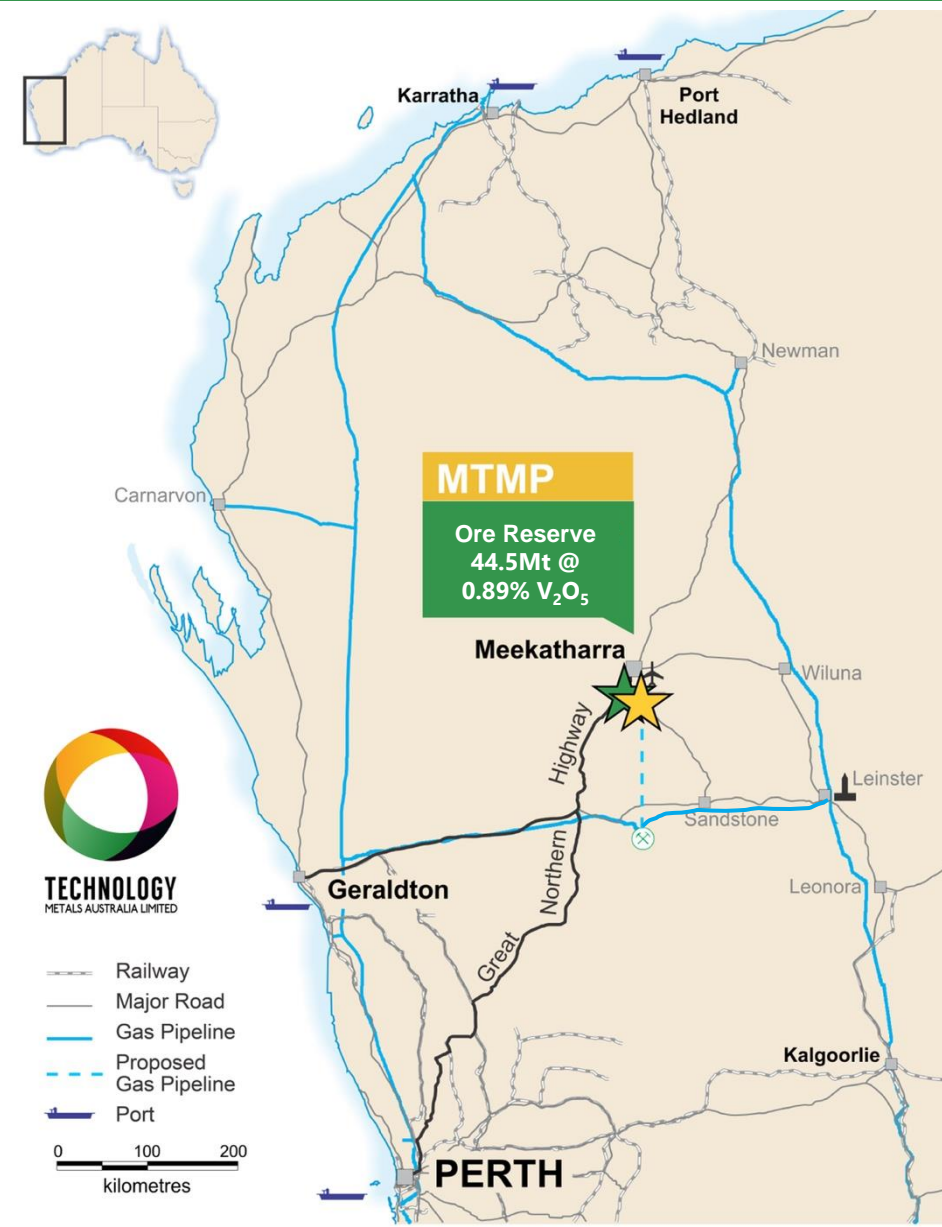 Karratha
Port
Hedland
Newman
MTMP
Ore Reserve
44.5Mt @
0.89% V₂O₅
Carnarvon
Meekatharra
Wiluna
Highway
Leinster
Sandstone
TECHNOLOGY
METALS AUSTRALIA LIMITED
Geraldton
Northern
Leonora
Great
Railway
Major Road
Gas Pipeline
Proposed
Gas Pipeline
Port
Kalgoorlie
0 100 200
kilometres
PERTH